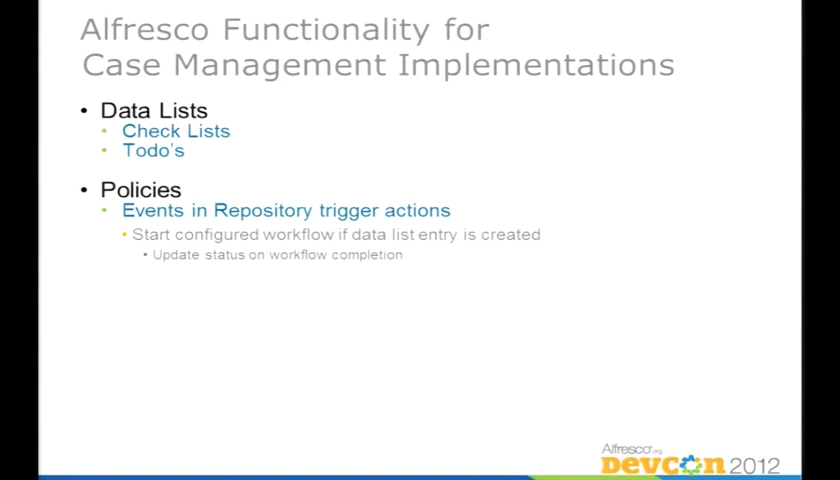 Alfresco Functionality for
Case Management Implementations
• Data Lists
• Check Lists
• Todo's
• Policies
• Events in Repository trigger actions
• Start configured workflow if data list entry is created
• Update status on workflow completion
Alfresco.org
DevCon 2012